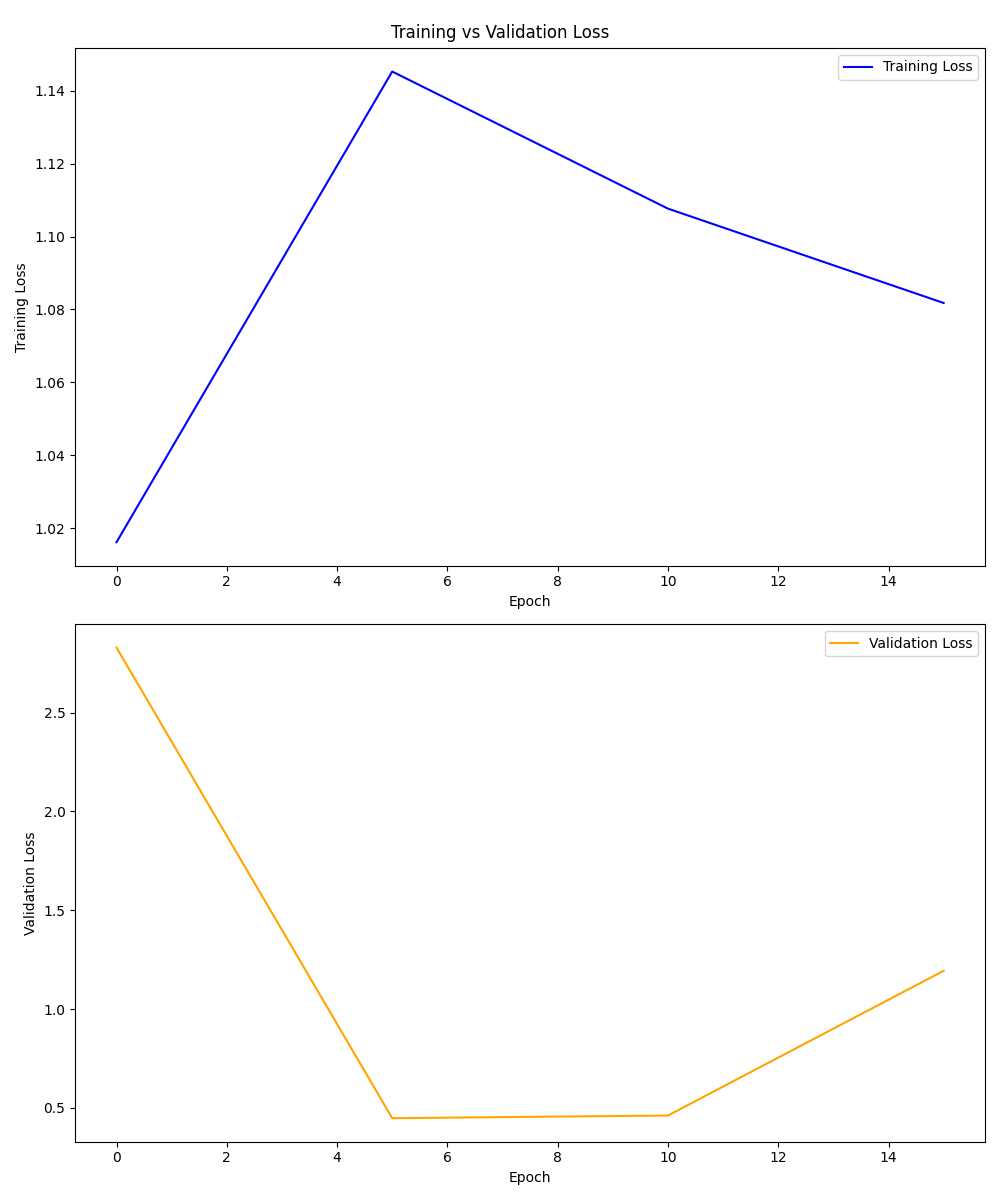 Training vs Validation Loss
Training Loss
1.14
1.12
1.10
1.08
1.06
1.04
1.02
Training Loss
0 2 4 6 8 10 12 14
Epoch
Validation Loss
2.5
2.0
1.5
1.0
0.5
Validation Loss
0 2 4 6 8 10 12 14
Epoch